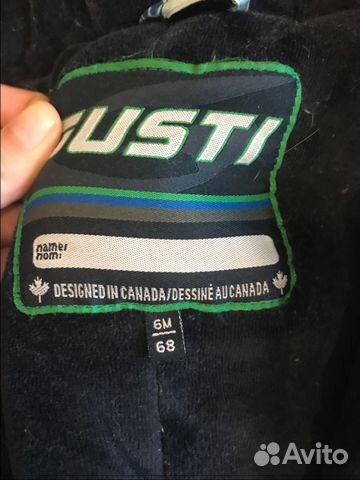 GUSTI
name:
nom:
DESIGNED IN CANADA/DESSINÉ AU CANADA
6M
68
Avito